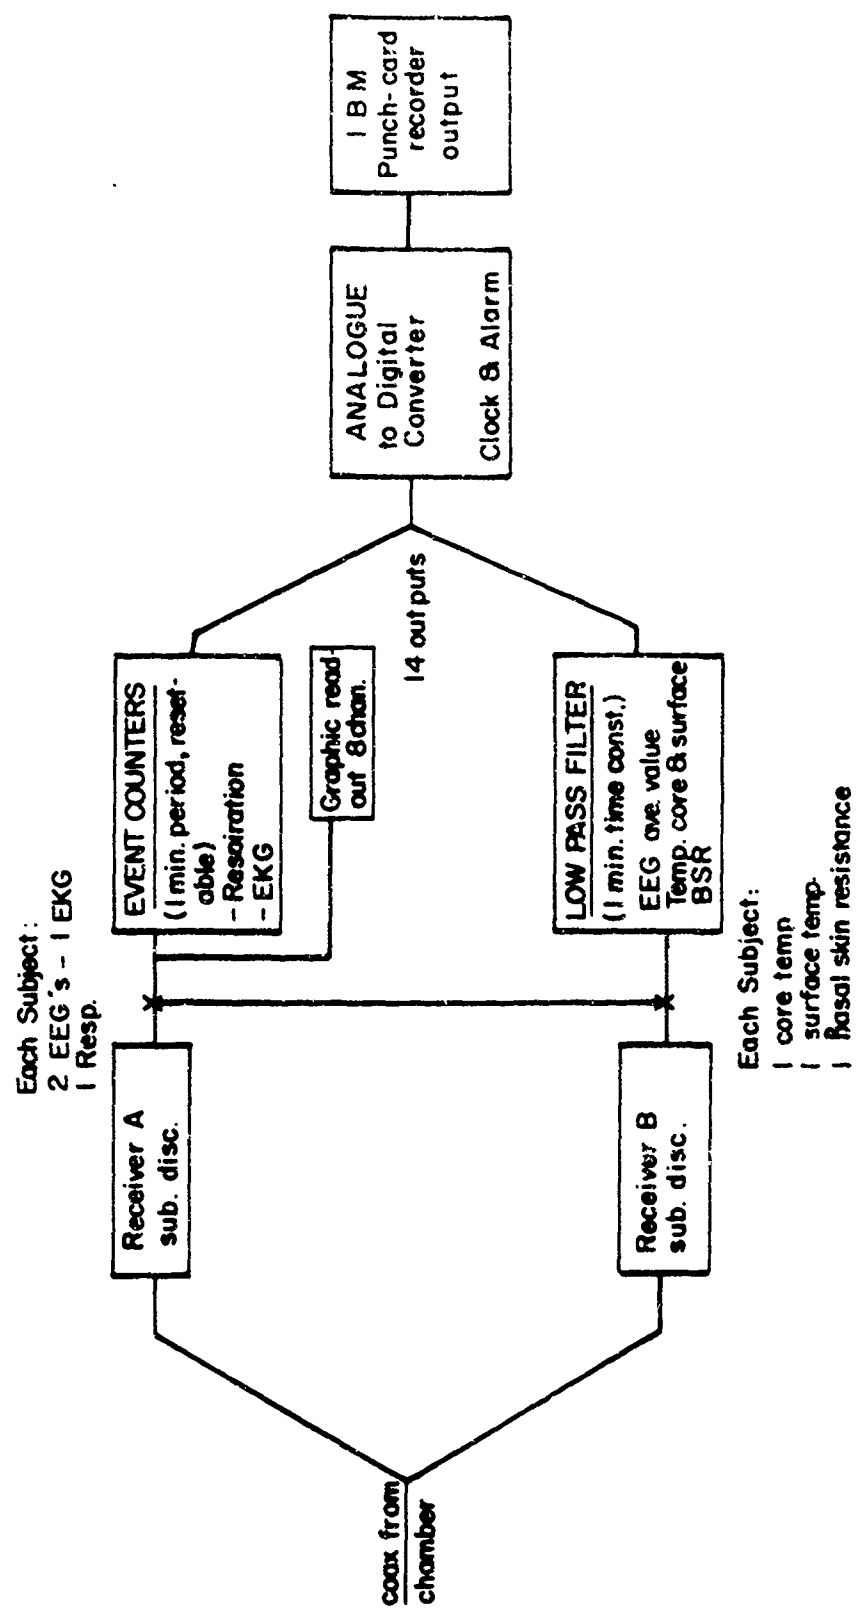 coax from
chamber
Each Subject:
2 EEG's - 1 EKG
1 Resp.
Receiver A
sub. disc.
Receiver B
sub. disc.
Each Subject:
1 core temp
1 surface temp.
1 Basal skin resistance
EVENT COUNTERS
(1 min. period, reset-
able)
- Resoiration
- EKG
Graphic read-
out 8 chan.
LOW PASS FILTER
(1 min. time const.)
EEG ave. value
Temp. core & surface
BSR
14 outputs
ANALOGUE
to Digital
Converter
Clock & Alarm
IBM
Punch-card
recorder
output